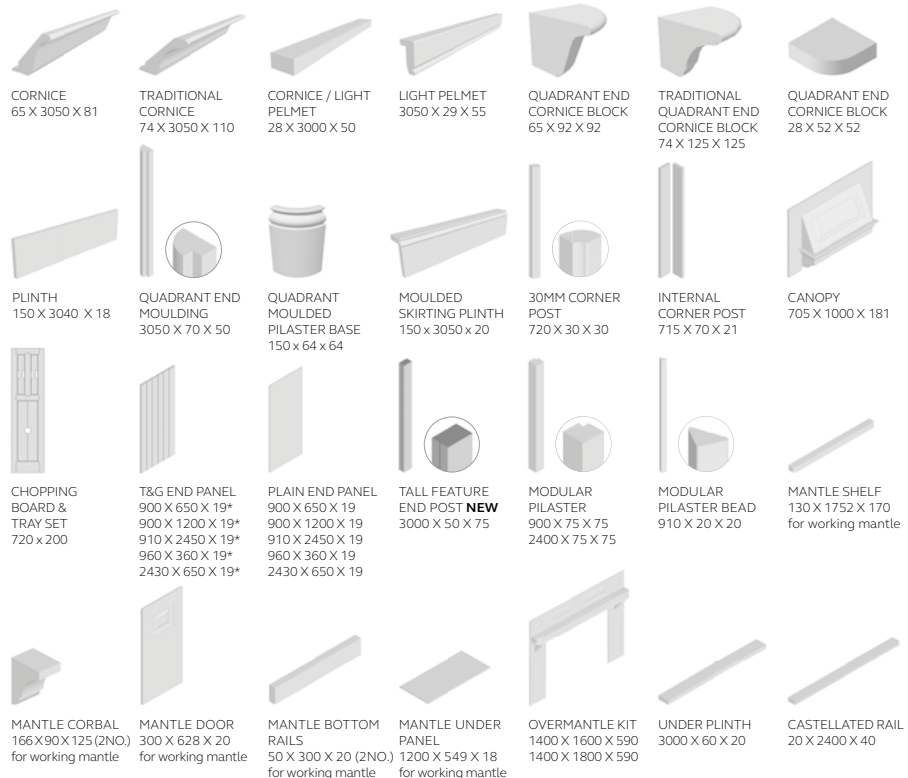 CORNICE
65 X 3050 X 81
TRADITIONAL
CORNICE
74 X 3050 X 110
CORNICE / LIGHT
PELMET
28 X 3000 X 50
LIGHT PELMET
3050 X 29 X 55
QUADRANT END
CORNICE BLOCK
65 X 92 X 92
TRADITIONAL
QUADRANT END
CORNICE BLOCK
74 X 125 X 125
QUADRANT END
CORNICE BLOCK
28 X 52 X 52
PLINTH
150 X 3040 X 18
QUADRANT END
MOULDING
3050 X 70 X 50
QUADRANT
MOULDED
PILASTER BASE
150 x 64 x 64
MOULDED
SKIRTING PLINTH
150 x 3050 x 20
30MM CORNER
POST
720 X 30 X 30
INTERNAL
CORNER POST
715 X 70 X 21
CANOPY
705 X 1000 X 181
CHOPPING
BOARD &
TRAY SET
720 x 200
T&G END PANEL
900 X 650 X 19*
900 X 1200 X 19*
910 X 2450 X 19*
960 X 360 X 19*
2430 X 650 X 19*
PLAIN END PANEL
900 X 650 X 19
900 X 1200 X 19
910 X 2450 X 19
960 X 360 X 19
2430 X 650 X 19
TALL FEATURE
END POST NEW
3000 X 50 X 75
MODULAR
PILASTER
900 X 75 X 75
2400 X 75 X 75
MODULAR
PILASTER BEAD
910 X 20 X 20
MANTLE SHELF
130 X 1752 X 170
for working mantle
MANTLE CORBAL
166 X 90 X 125 (2NO.)
for working mantle
MANTLE DOOR
300 X 628 X 20
for working mantle
MANTLE BOTTOM
RAILS
50 X 300 X 20 (2NO.)
for working mantle
MANTLE UNDER
PANEL
1200 X 549 X 18
for working mantle
OVERMANTLE KIT
1400 X 1600 X 590
1400 X 1800 X 590
UNDER PLINTH
3000 X 60 X 20
CASTELLATED RAIL
20 X 2400 X 40